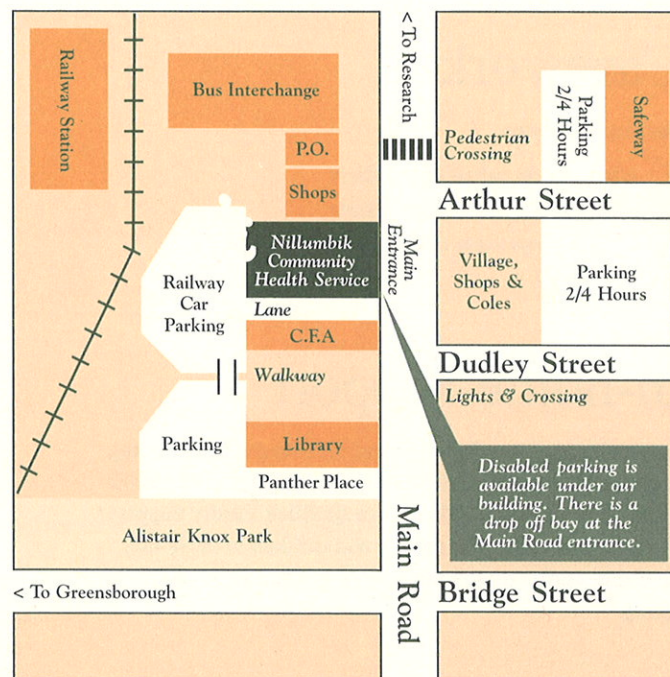 Railway Station
Bus Interchange
P.O.
Shops
< To Research
Pedestrian
Crossing
Parking
2/4 Hours
Safeway
Arthur Street
Nillumbik
Community
Health Service
Main
Entrance
Railway
Car
Parking
Village,
Shops &
Coles
Parking
2/4 Hours
Lane
C.F.A
Dudley Street
Walkway
Lights & Crossing
Parking
Library
Disabled parking is
available under our
building. There is a
drop off bay at the
Main Road entrance.
Panther Place
Alistair Knox Park
Main Road
< To Greensborough
Bridge Street